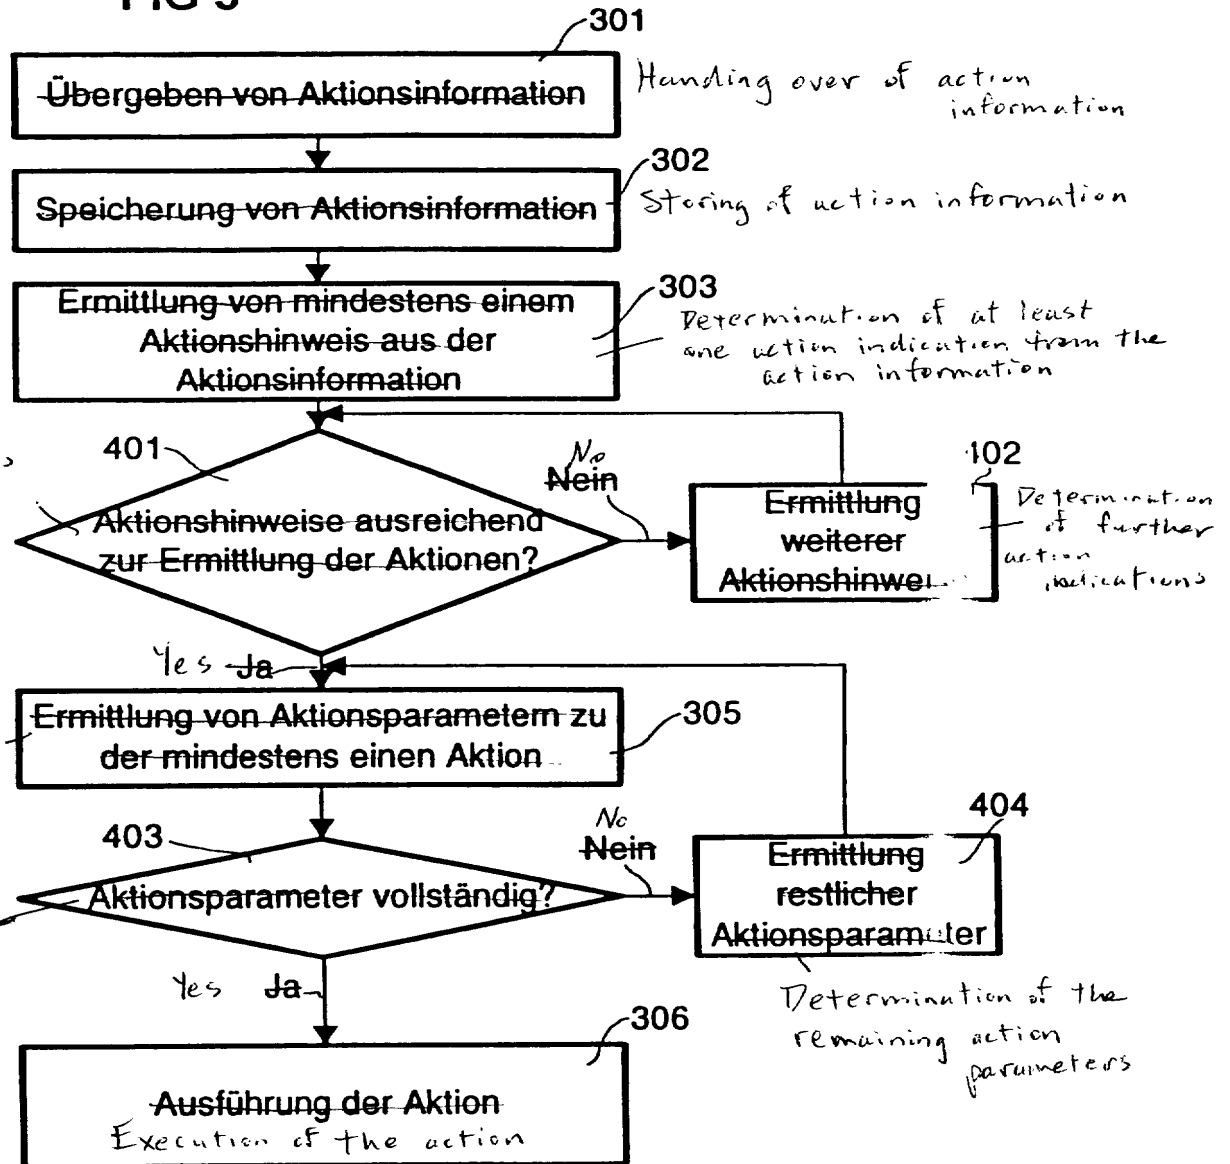 301
Übergeben von Aktionsinformation
Handing over of action
information
302
Speicherung von Aktionsinformation
Storing of action information
303
Ermittlung von mindestens einem
Aktionshinweis aus der
Aktionsinformation
Determination of at least
one action indication from the
action information
401
Aktionshinweise ausreichend
zur Ermittlung der Aktionen?
No
Nein
102
Ermittlung
weiterer
Determination
of further
action
indications
Yes Ja
Ermittlung von Aktionsparametern zu
der mindestens einen Aktion
305
403
Aktionsparameter vollständig?
No
Nein
404
Ermittlung
restlicher
Aktionsparameter
Determination of the
remaining action
parameters
Yes Ja
306
Ausführung der Aktion
Execution of the action